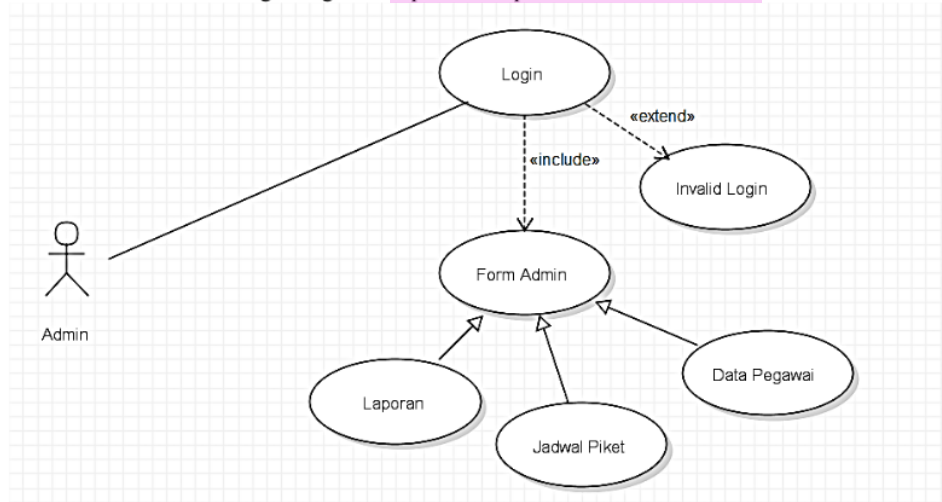 Login
«extend»
«include»
Invalid Login
Form Admin
Admin
Data Pegawai
Laporan
Jadwal Piket